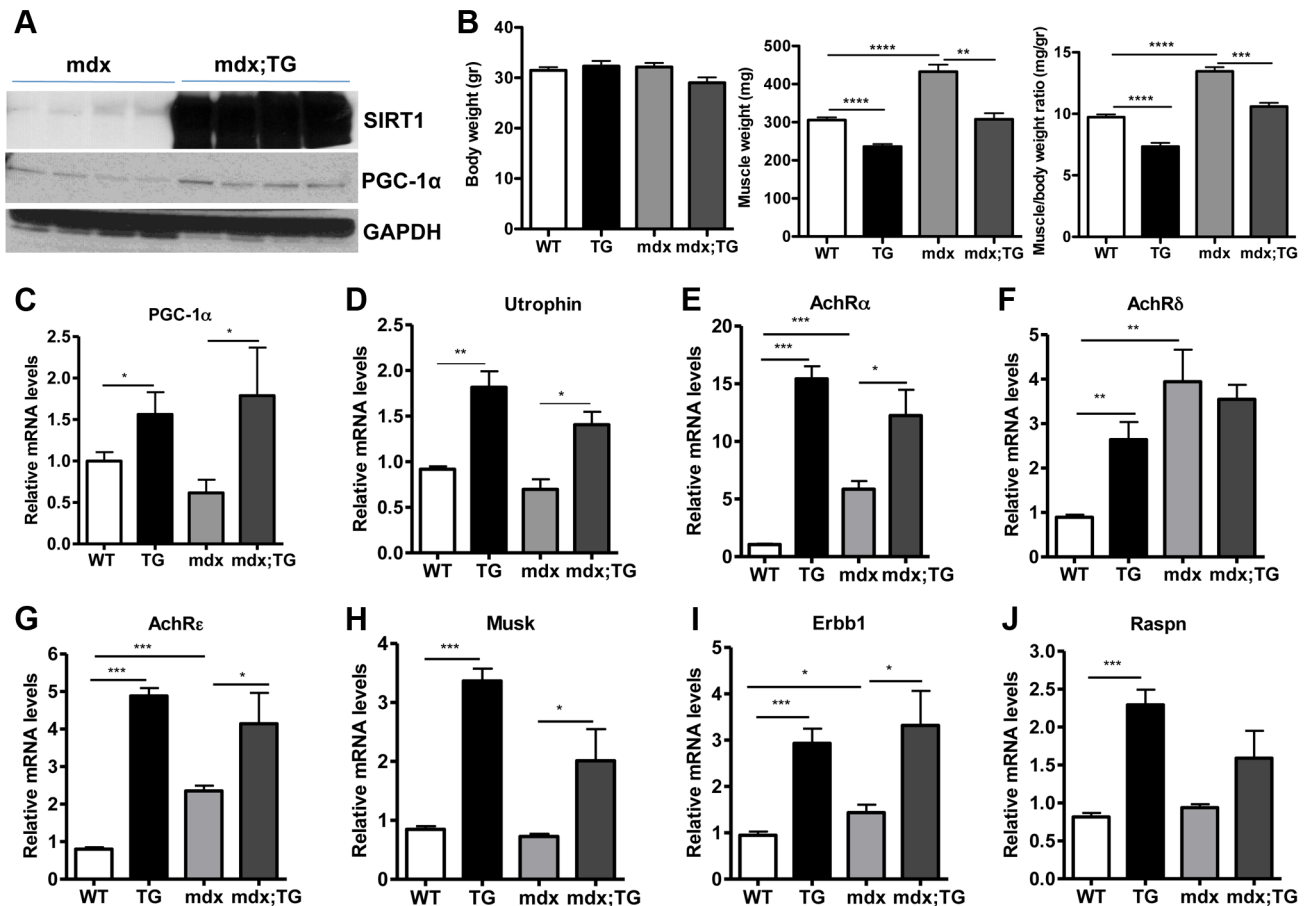 A
mdx mdx;TG
SIRT1
PGC-1α
GAPDH
B
Body weight (gr)
40
30
20
10
0
WT TG mdx mdx;TG
Muscle weight (mg)
500
400
300
200
100
0
**** **
****
WT TG mdx mdx;TG
Muscle/body weight ratio (mg/gr)
15
10
5
0
**** ***
****
WT TG mdx mdx;TG
C
PGC-1α
Relative mRNA levels
2.5
2.0
1.5
1.0
0.5
0.0
* *
WT TG mdx mdx;TG
D
Utrophin
Relative mRNA levels
2.5
2.0
1.5
1.0
0.5
0.0
** *
WT TG mdx mdx;TG
E
AchRα
Relative mRNA levels
20
15
10
5
0
***
*** *
WT TG mdx mdx;TG
F
AchRδ
Relative mRNA levels
5
4
3
2
1
0
**
**
WT TG mdx mdx;TG
G
AchRε
Relative mRNA levels
6
5
4
3
2
1
0
***
*** *
WT TG mdx mdx;TG
H
Musk
Relative mRNA levels
4
3
2
1
0
*** *
WT TG mdx mdx;TG
I
Erbb1
Relative mRNA levels
5
4
3
2
1
0
* *
***
WT TG mdx mdx;TG
J
Raspn
Relative mRNA levels
3.0
2.5
2.0
1.5
1.0
0.5
0.0
***
WT TG mdx mdx;TG